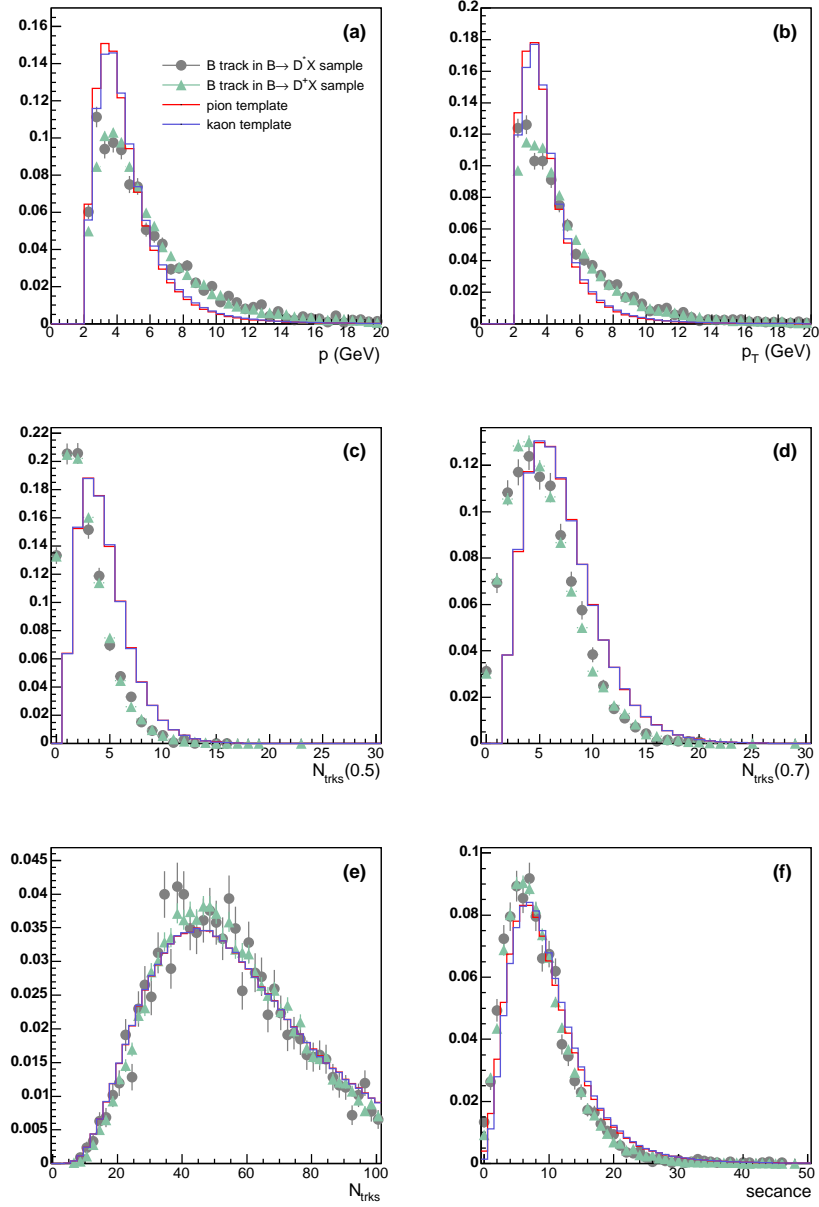 (a)
B track in B→ D*X sample
B track in B→ D⁺X sample
pion template
kaon template
0.16
0.14
0.12
0.1
0.08
0.06
0.04
0.02
0
0 2 4 6 8 10 12 14 16 18 20
p (GeV)
(b)
0.2
0.18
0.16
0.14
0.12
0.1
0.08
0.06
0.04
0.02
0
0 2 4 6 8 10 12 14 16 18 20
p_T (GeV)
(c)
0.22
0.2
0.18
0.16
0.14
0.12
0.1
0.08
0.06
0.04
0.02
0
0 5 10 15 20 25 30
N_trks(0.5)
(d)
0.12
0.1
0.08
0.06
0.04
0.02
0
0 5 10 15 20 25 30
N_trks(0.7)
(e)
0.045
0.04
0.035
0.03
0.025
0.02
0.015
0.01
0.005
0
0 20 40 60 80 100
N_trks
(f)
0.1
0.08
0.06
0.04
0.02
0
0 10 20 30 40 50
secance